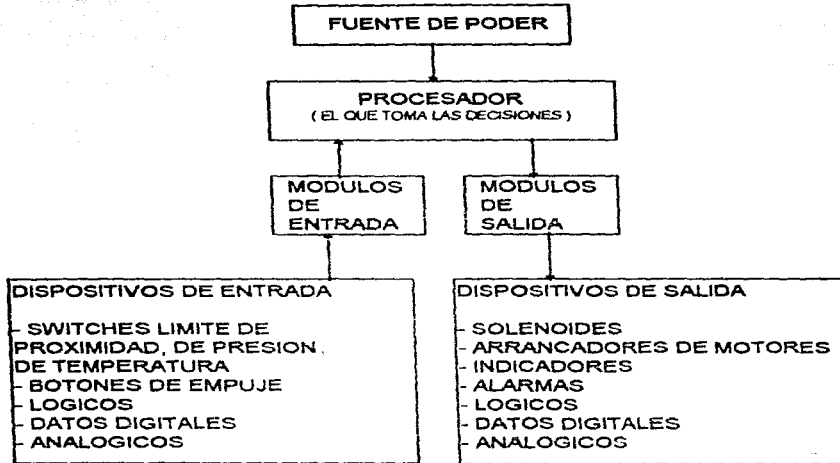 FUENTE DE PODER
PROCESADOR
( EL QUE TOMA LAS DECISIONES )
MODULOS
DE
ENTRADA
MODULOS
DE
SALIDA
DISPOSITIVOS DE ENTRADA
- SWITCHES LIMITE DE
PROXIMIDAD, DE PRESION,
DE TEMPERATURA
- BOTONES DE EMPUJE
- LOGICOS
- DATOS DIGITALES
- ANALOGICOS
DISPOSITIVOS DE SALIDA
- SOLENOIDES
- ARRANCADORES DE MOTORES
- INDICADORES
- ALARMAS
- LOGICOS
- DATOS DIGITALES
- ANALOGICOS